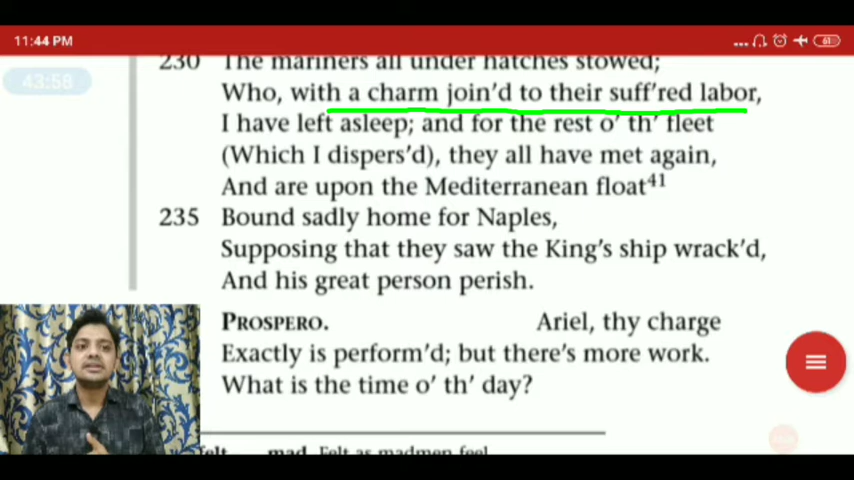 11:44 PM
61
43:58
230 The mariners all under hatches stowed;
Who, with a charm join'd to their suff'red labor,
I have left asleep; and for the rest o' th' fleet
(Which I dispers'd), they all have met again,
And are upon the Mediterranean float⁴¹
235 Bound sadly home for Naples,
Supposing that they saw the King's ship wrack'd,
And his great person perish.
PROSPERO. Ariel, thy charge
Exactly is perform'd; but there's more work.
What is the time o' th' day?
felt mad Felt as madmen feel